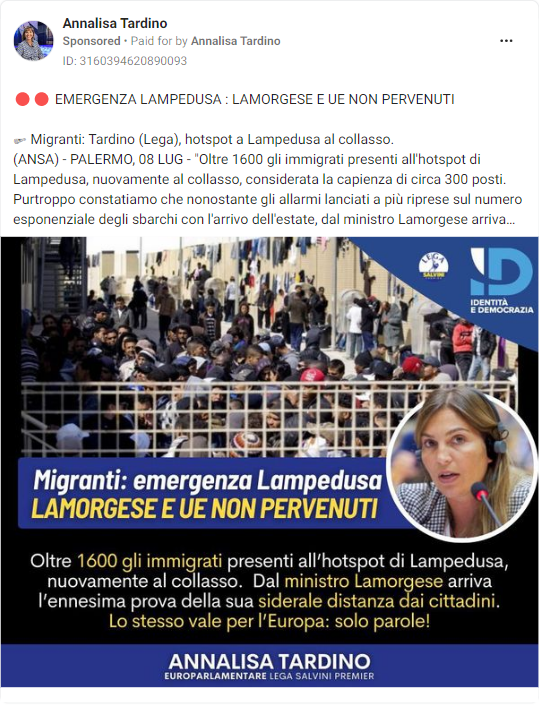 Annalisa Tardino
Sponsored • Paid for by Annalisa Tardino
ID: 3160394620890093
EMERGENZA LAMPEDUSA : LAMORGESE E UE NON PERVENUTI
Migranti: Tardino (Lega), hotspot a Lampedusa al collasso.
(ANSA) - PALERMO, 08 LUG - "Oltre 1600 gli immigrati presenti all'hotspot di
Lampedusa, nuovamente al collasso, considerata la capienza di circa 300 posti.
Purtroppo constatiamo che nonostante gli allarmi lanciati a più riprese sul numero
esponenziale degli sbarchi con l'arrivo dell'estate, dal ministro Lamorgese arriva...
LEGA
SALVINI
ID
IDENTITÀ
E DEMOCRAZIA
Migranti: emergenza Lampedusa
LAMORGESE E UE NON PERVENUTI
Oltre 1600 gli immigrati presenti all'hotspot di Lampedusa,
nuovamente al collasso. Dal ministro Lamorgese arriva
l'ennesima prova della sua siderale distanza dai cittadini.
Lo stesso vale per l'Europa: solo parole!
ANNALISA TARDINO
EUROPARLAMENTARE LEGA SALVINI PREMIER